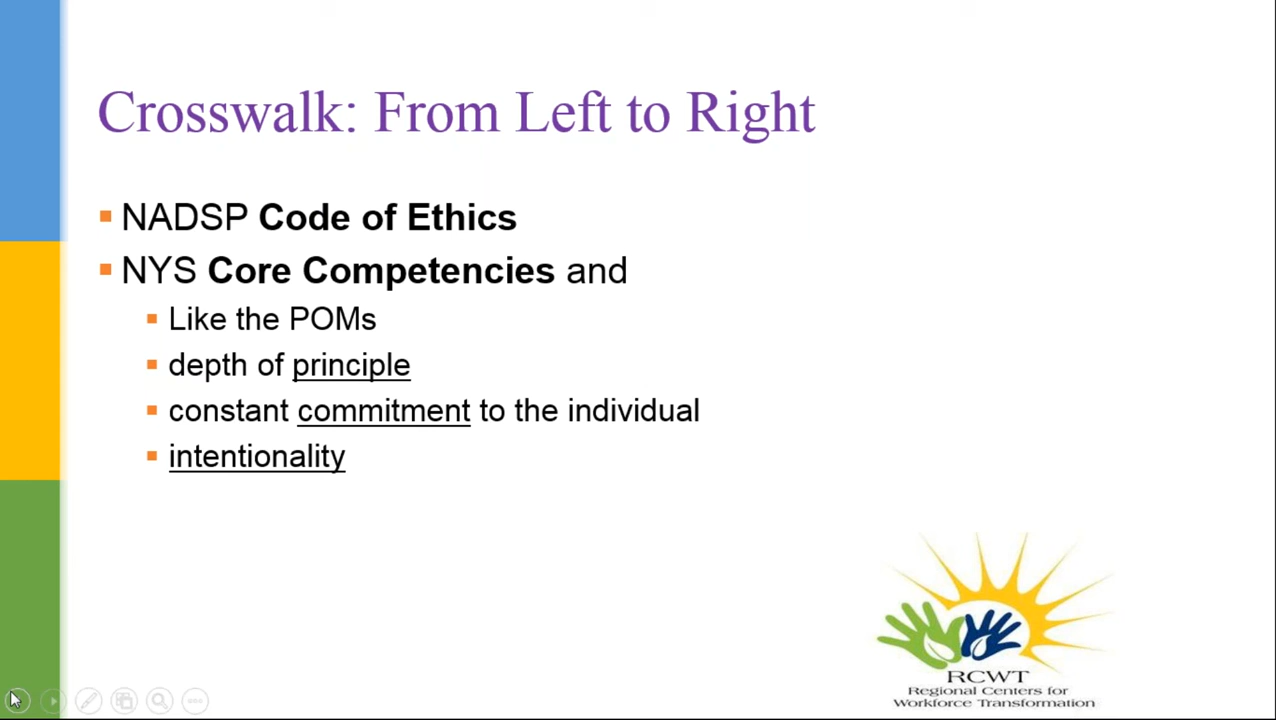 Crosswalk: From Left to Right
NADSP Code of Ethics
NYS Core Competencies and
Like the POMs
depth of principle
constant commitment to the individual
intentionality
RCWT
Regional Centers for
Workforce Transformation